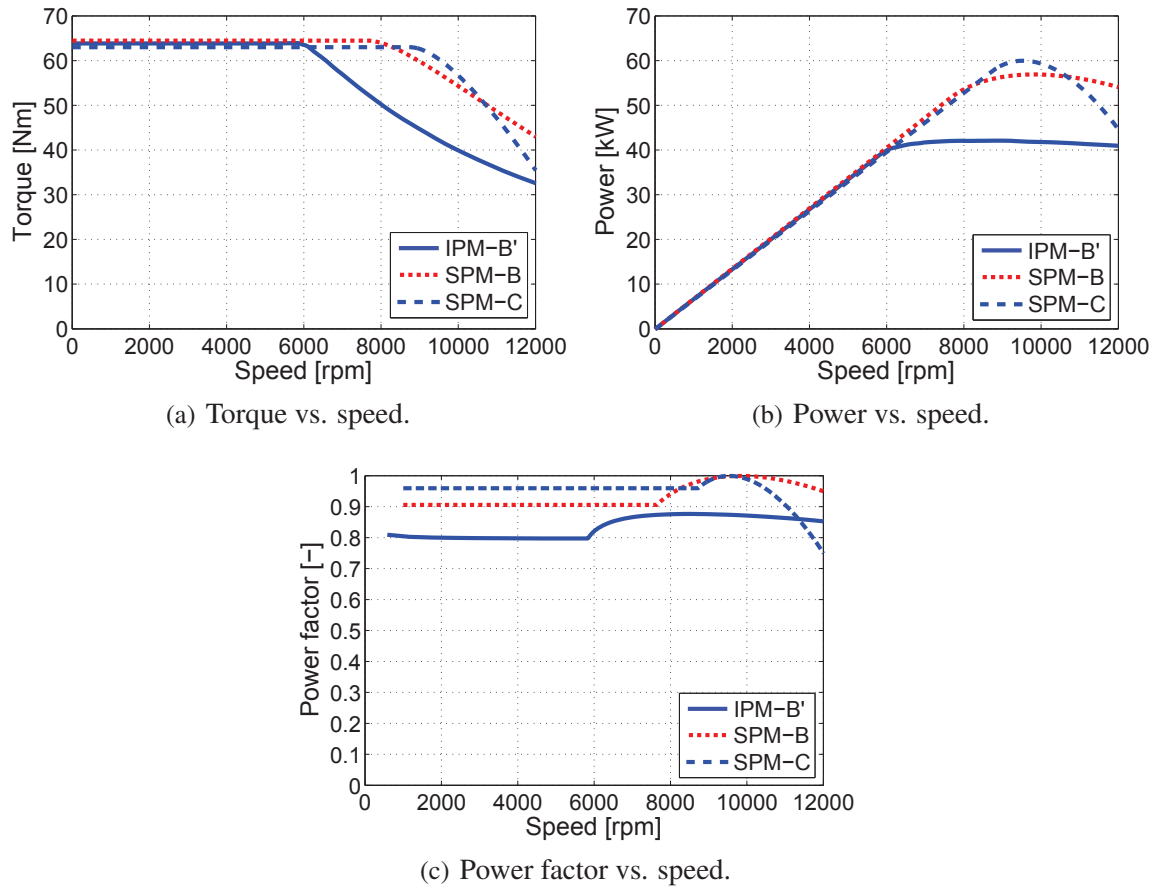 70
60
50
40
30
20
10
0
Torque [Nm]
IPM−B'
SPM−B
SPM−C
0 2000 4000 6000 8000 10000 12000
Speed [rpm]
(a) Torque vs. speed.
70
60
50
40
30
20
10
0
Power [kW]
IPM−B'
SPM−B
SPM−C
0 2000 4000 6000 8000 10000 12000
Speed [rpm]
(b) Power vs. speed.
1
0.9
0.8
0.7
0.6
0.5
0.4
0.3
0.2
0.1
0
Power factor [−]
IPM−B'
SPM−B
SPM−C
0 2000 4000 6000 8000 10000 12000
Speed [rpm]
(c) Power factor vs. speed.